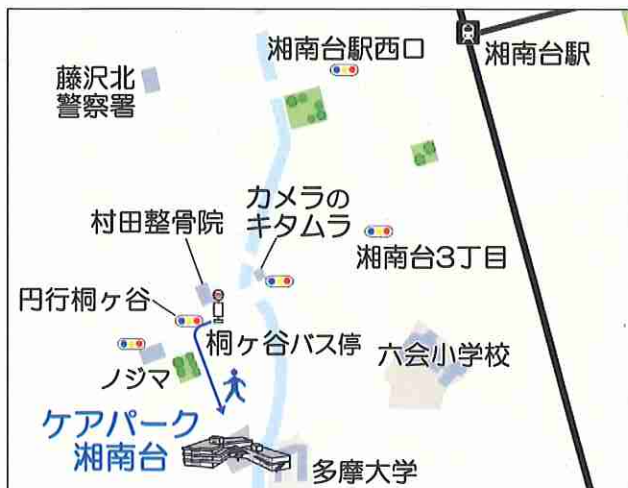 湘南台駅西口
湘南台駅
藤沢北
警察署
カメラの
キタムラ
村田整骨院
湘南台3丁目
円行桐ヶ谷
桐ヶ谷バス停
六会小学校
ノジマ
ケアパーク
湘南台
多摩大学